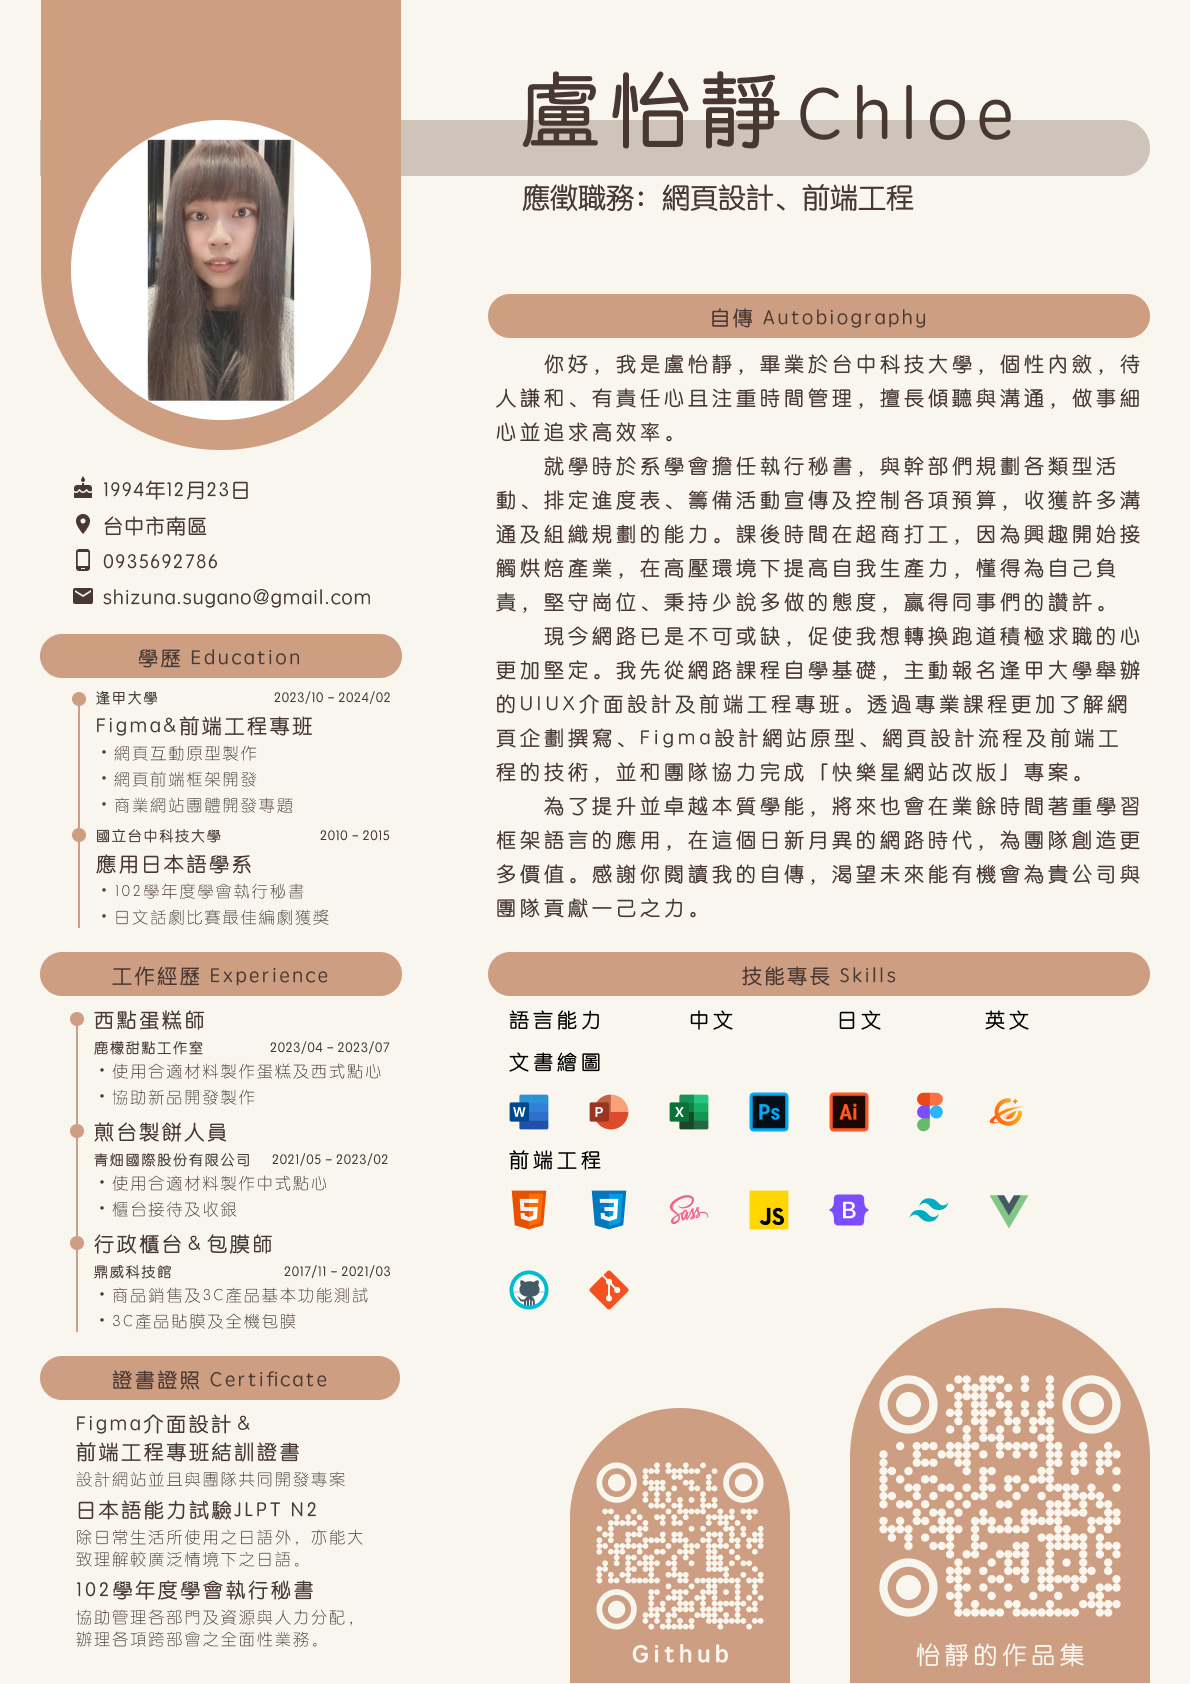 盧怡靜 Chloe
應徵職務：網頁設計、前端工程
1994年12月23日
台中市南區
0935692786
shizuna.sugano@gmail.com
學歷 Education
逢甲大學 2023/10 – 2024/02
Figma&前端工程專班
・網頁互動原型製作
・網頁前端框架開發
・商業網站團體開發專題
國立台中科技大學 2010 – 2015
應用日本語學系
・102學年度學會執行秘書
・日文話劇比賽最佳編劇獲獎
工作經歷 Experience
西點蛋糕師
鹿檬甜點工作室 2023/04 – 2023/07
・使用合適材料製作蛋糕及西式點心
・協助新品開發製作
煎台製餅人員
青畑國際股份有限公司 2021/05 – 2023/02
・使用合適材料製作中式點心
・櫃台接待及收銀
行政櫃台＆包膜師
鼎威科技館 2017/11 – 2021/03
・商品銷售及3C產品基本功能測試
・3C產品貼膜及全機包膜
證書證照 Certificate
Figma介面設計＆
前端工程專班結訓證書
設計網站並且與團隊共同開發專案
日本語能力試驗JLPT N2
除日常生活所使用之日語外，亦能大
致理解較廣泛情境下之日語。
102學年度學會執行秘書
協助管理各部門及資源與人力分配，
辦理各項跨部會之全面性業務。
自傳 Autobiography
你好，我是盧怡靜，畢業於台中科技大學，個性內斂，待
人謙和、有責任心且注重時間管理，擅長傾聽與溝通，做事細
心並追求高效率。
就學時於系學會擔任執行秘書，與幹部們規劃各類型活
動、排定進度表、籌備活動宣傳及控制各項預算，收獲許多溝
通及組織規劃的能力。課後時間在超商打工，因為興趣開始接
觸烘焙產業，在高壓環境下提高自我生產力，懂得為自己負
責，堅守崗位、秉持少說多做的態度，贏得同事們的讚許。
現今網路已是不可或缺，促使我想轉換跑道積極求職的心
更加堅定。我先從網路課程自學基礎，主動報名逢甲大學舉辦
的UIUX介面設計及前端工程專班。透過專業課程更加了解網
頁企劃撰寫、Figma設計網站原型、網頁設計流程及前端工
程的技術，並和團隊協力完成「快樂星網站改版」專案。
為了提升並卓越本質學能，將來也會在業餘時間著重學習
框架語言的應用，在這個日新月異的網路時代，為團隊創造更
多價值。感謝你閱讀我的自傳，渴望未來能有機會為貴公司與
團隊貢獻一己之力。
技能專長 Skills
語言能力 中文 日文 英文
文書繪圖
W P X Ps Ai
前端工程
5 3 Sass JS B
Github
怡靜的作品集